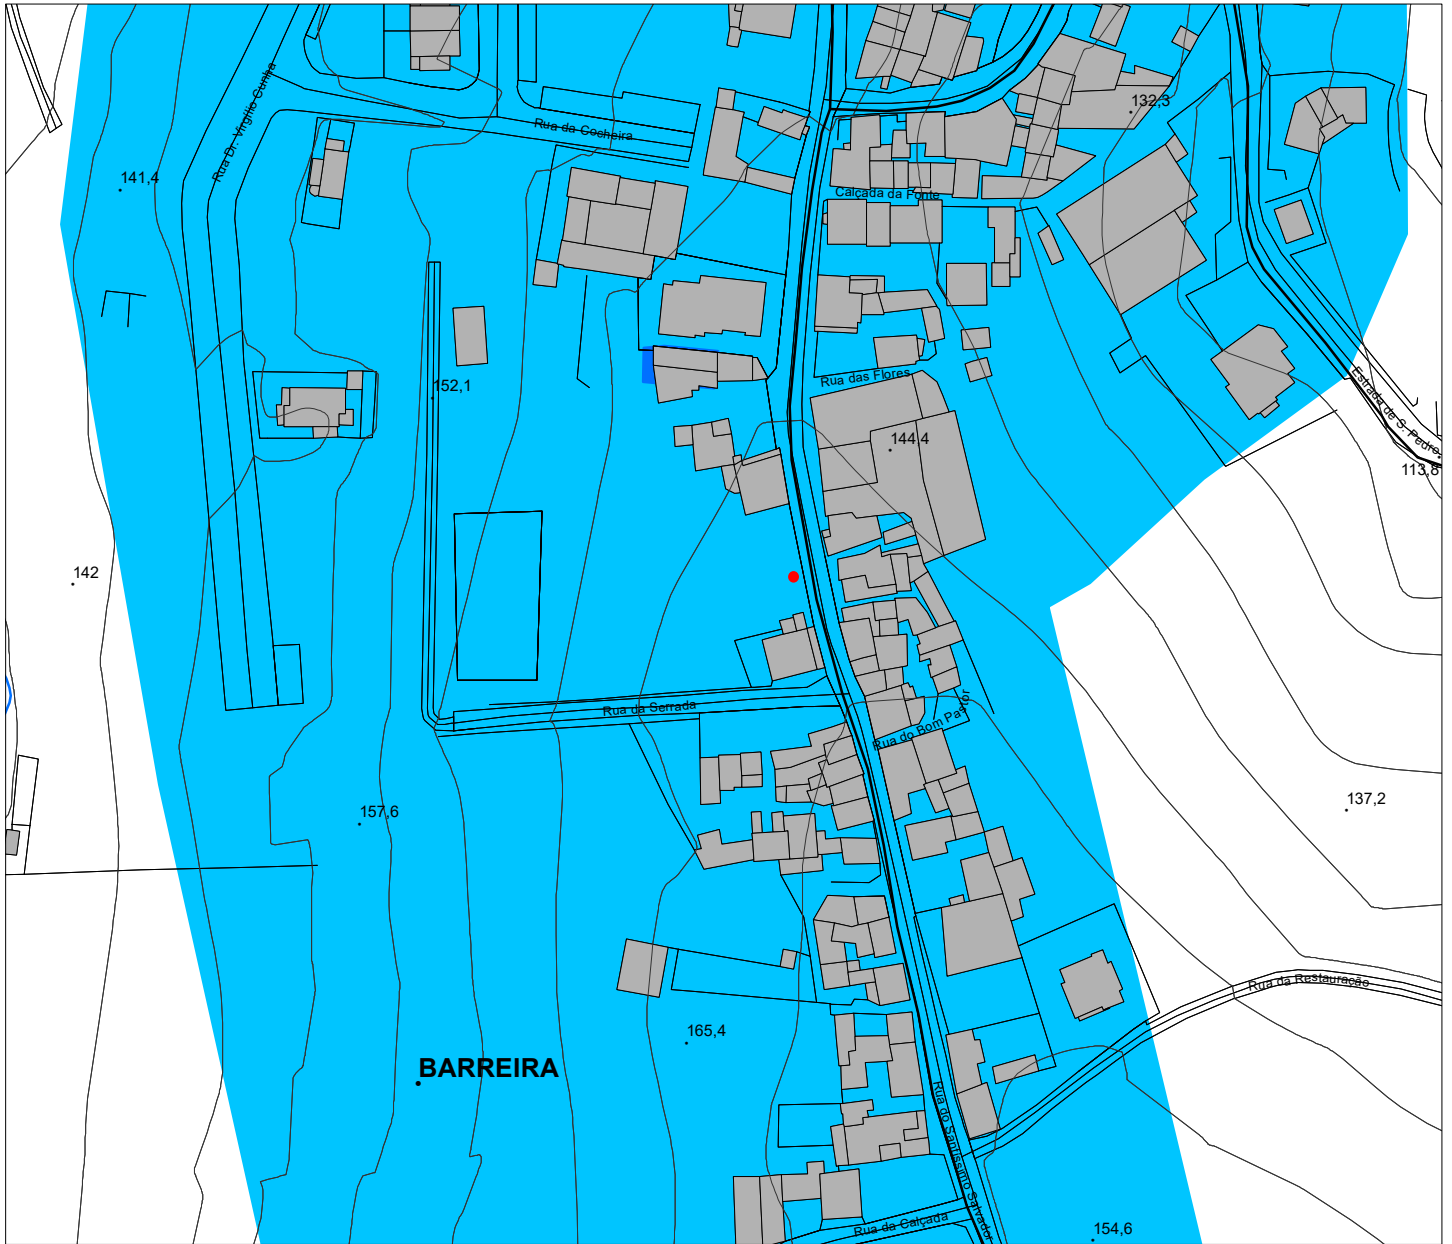 Rua Dr. Virgílio Cunha
Rua da Cocheira
132,3
141,4
Calçada da Fonte
152,1
Rua das Flores
Estrada de S. Pedro
144,4
113,8
142
Rua da Serrada
Rua do Bom Pastor
157,6
137,2
Rua da Restauração
165,4
BARREIRA
Rua do Santíssimo Salvador
Rua da Calçada
154,6